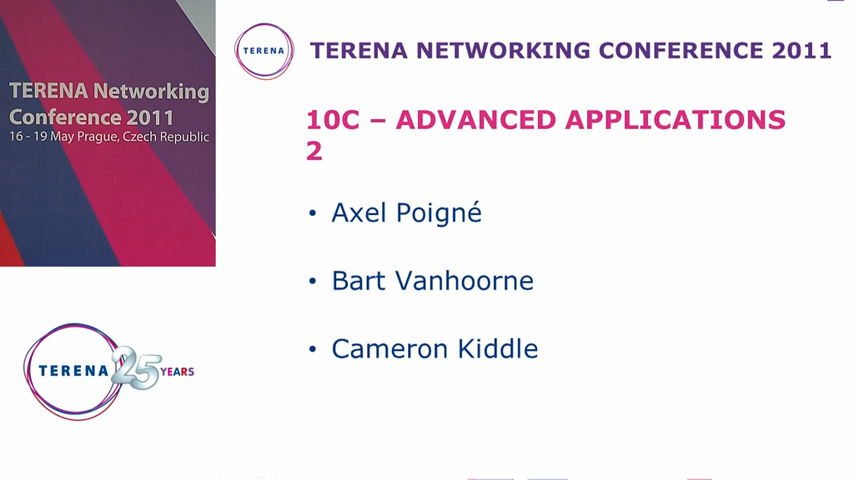 TERENA Networking
Conference 2011
16 - 19 May Prague, Czech Republic
TERENA
TERENA NETWORKING CONFERENCE 2011
10C – ADVANCED APPLICATIONS
2
• Axel Poigné
• Bart Vanhoorne
• Cameron Kiddle
TERENA 25 YEARS